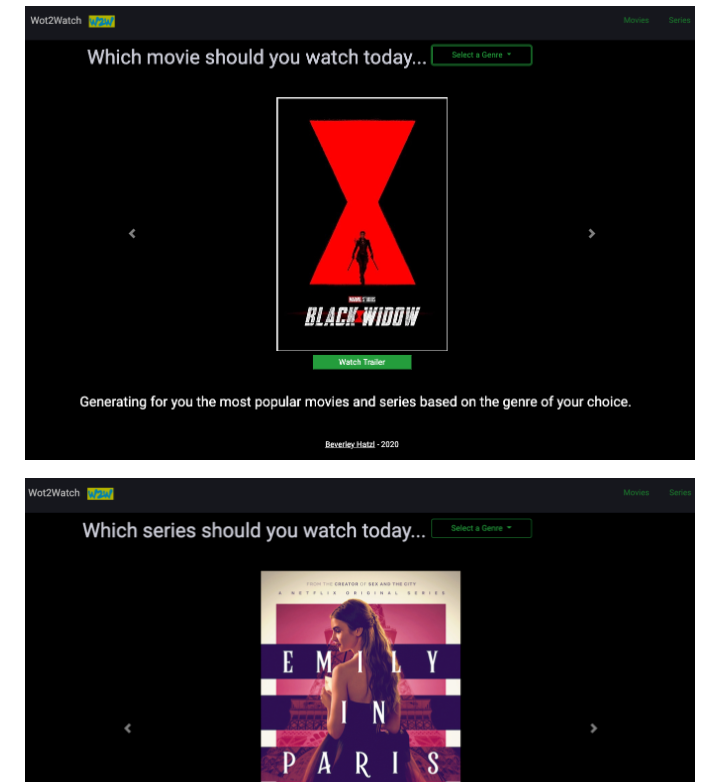 Wot2Watch W2W Movies Series
Which movie should you watch today... Select a Genre
MARVEL STUDIOS
BLACK WIDOW
Watch Trailer
Generating for you the most popular movies and series based on the genre of your choice.
Beverley Hatzl - 2020
Wot2Watch W2W Movies Series
Which series should you watch today... Select a Genre
FROM THE CREATOR OF SEX AND THE CITY
A NETFLIX ORIGINAL SERIES
EMILY
IN
PARIS